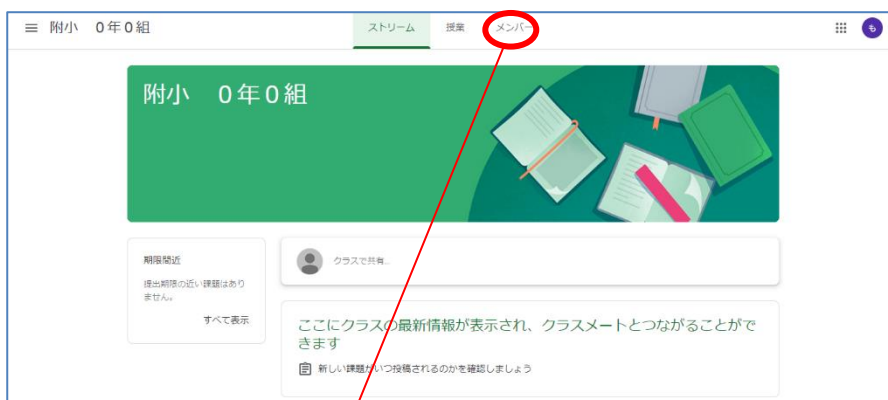 附小　０年０組
ストリーム　授業　メンバー
も
附小　０年０組
期限間近
提出期限の近い課題はあり
ません。
すべて表示
クラスで共有...
ここにクラスの最新情報が表示され、クラスメートとつながることがで
きます
新しい課題がいつ投稿されるのかを確認しましょう